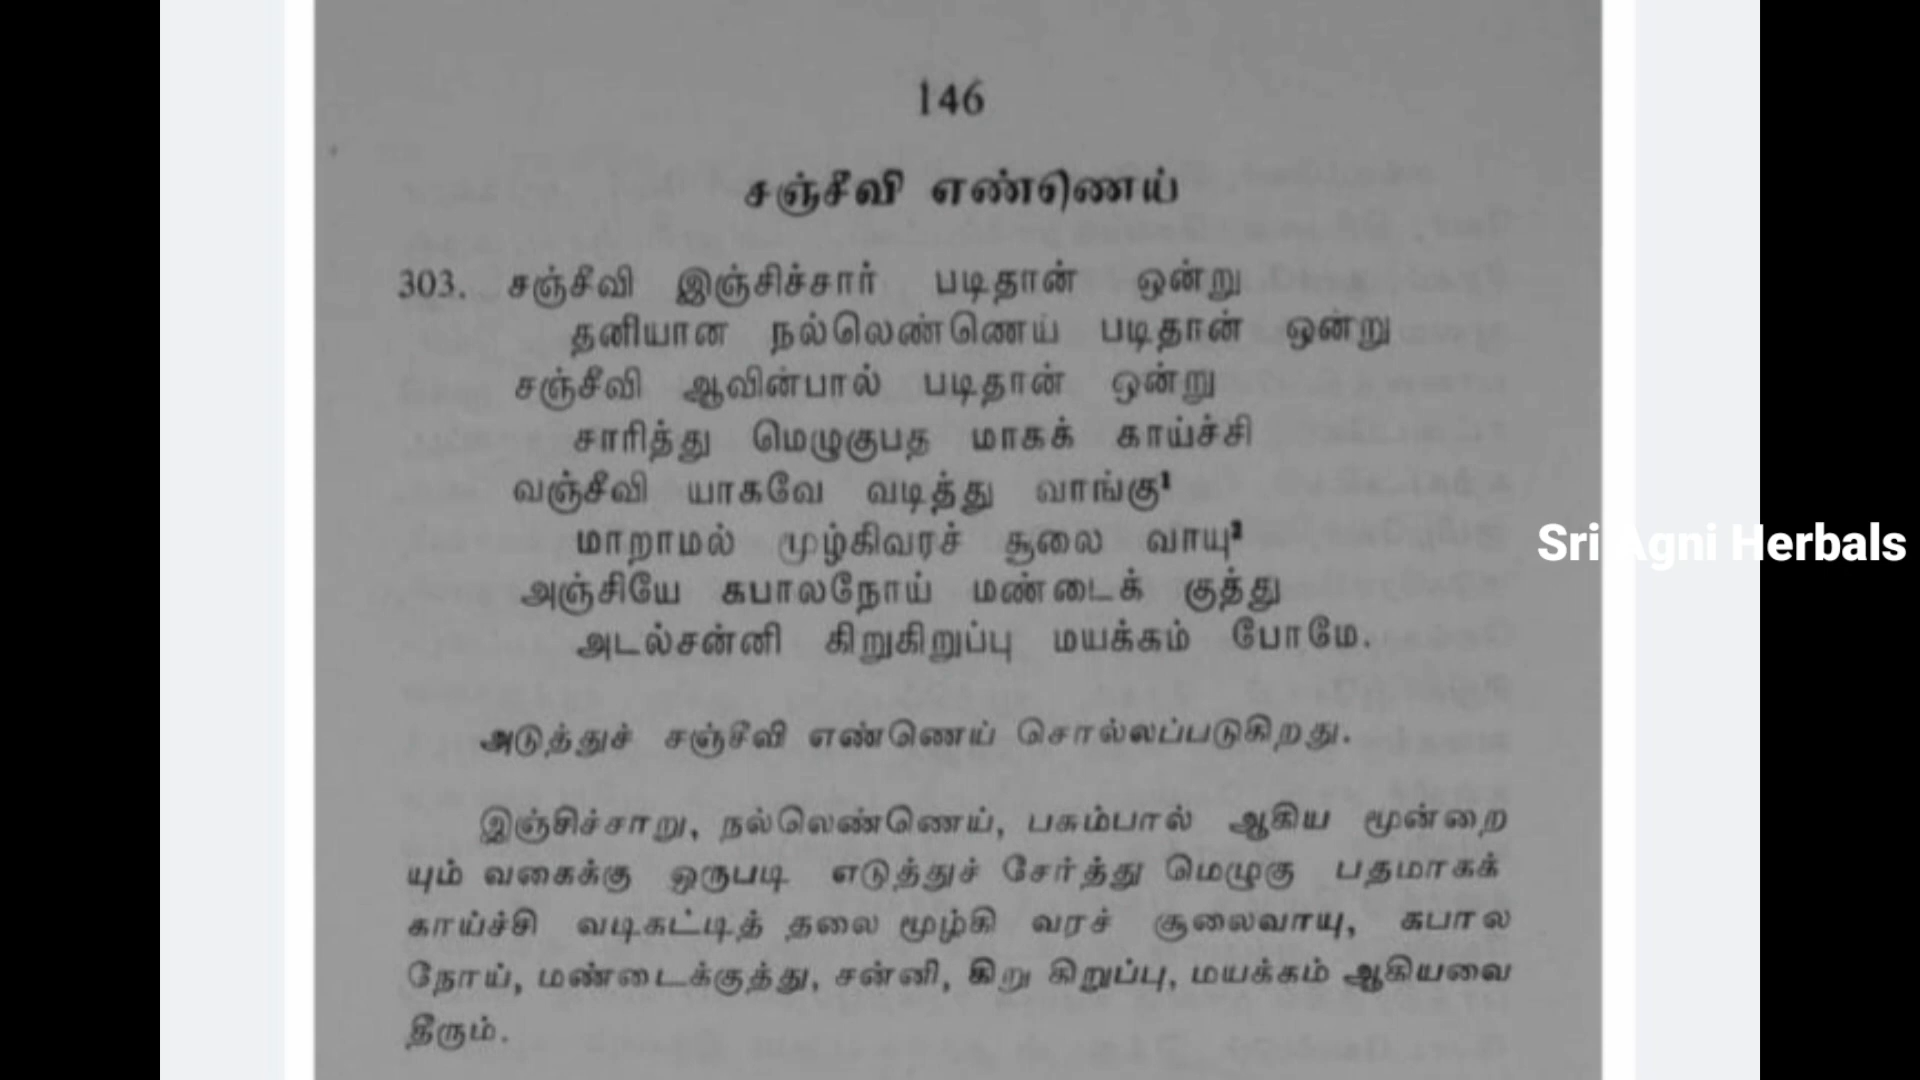 146
சஞ்சீவி எண்ணெய்
303. சஞ்சீவி இஞ்சிச்சார் படிதான் ஒன்று
தனியான நல்லெண்ணெய் படிதான் ஒன்று
சஞ்சீவி ஆவின்பால் படிதான் ஒன்று
சாரித்து மெழுகுபத மாகக் காய்ச்சி
வஞ்சீவி யாகவே வடித்து வாங்கு¹
மாறாமல் முழ்கிவரச் சூலை வாயு²
அஞ்சியே கபாலநோய் மண்டைக் குத்து
அடல்சன்னி கிறுகிறுப்பு மயக்கம் போமே.
அடுத்துச் சஞ்சீவி எண்ணெய் சொல்லப்படுகிறது.
இஞ்சிச்சாறு, நல்லெண்ணெய், பசும்பால் ஆகிய மூன்றை
யும் வகைக்கு ஒருபடி எடுத்துச் சேர்த்து மெழுகு பதமாகக்
காய்ச்சி வடிகட்டித் தலை மூழ்கி வரச் சூலைவாயு, கபால
நோய், மண்டைக்குத்து, சன்னி, கிறு கிறுப்பு, மயக்கம் ஆகியவை
தீரும்.
Sri Agni Herbals